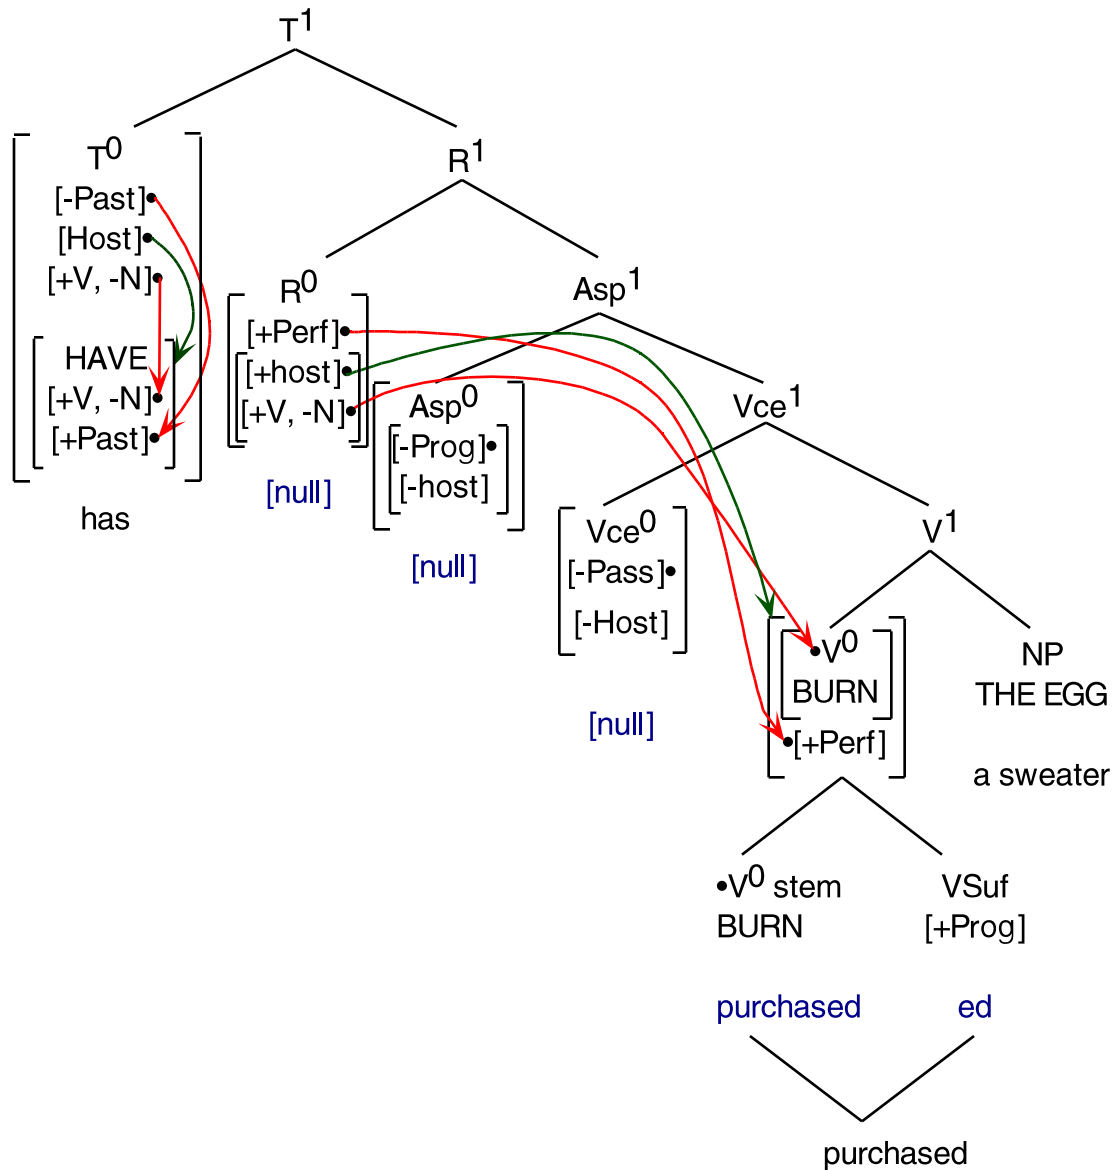 T1
T0
[-Past]•
[Host]•
[+V, -N]•
HAVE
[+V, -N]•
[+Past]•
has
R1
R0
[+Perf]•
[+host]•
[+V, -N]•
[null]
Asp1
Asp0
[-Prog]•
[-host]
[null]
Vce1
Vce0
[-Pass]•
[-Host]
[null]
V1
•V0
BURN
•[+Perf]
NP
THE EGG
a sweater
•V0 stem
BURN
VSuf
[+Prog]
purchased
ed
purchased